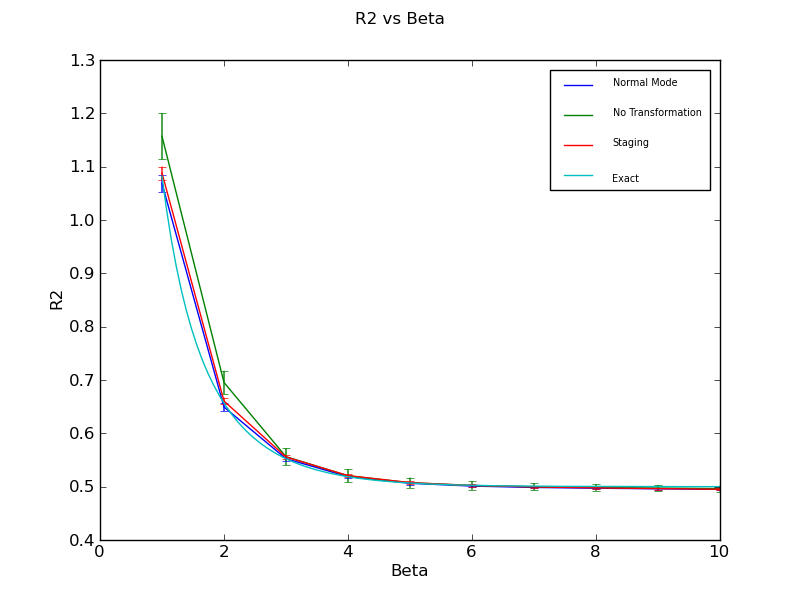 R2 vs Beta
1.3
1.2
1.1
1.0
0.9
0.8
0.7
0.6
0.5
0.4
R2
Normal Mode
No Transformation
Staging
Exact
0 2 4 6 8 10
Beta